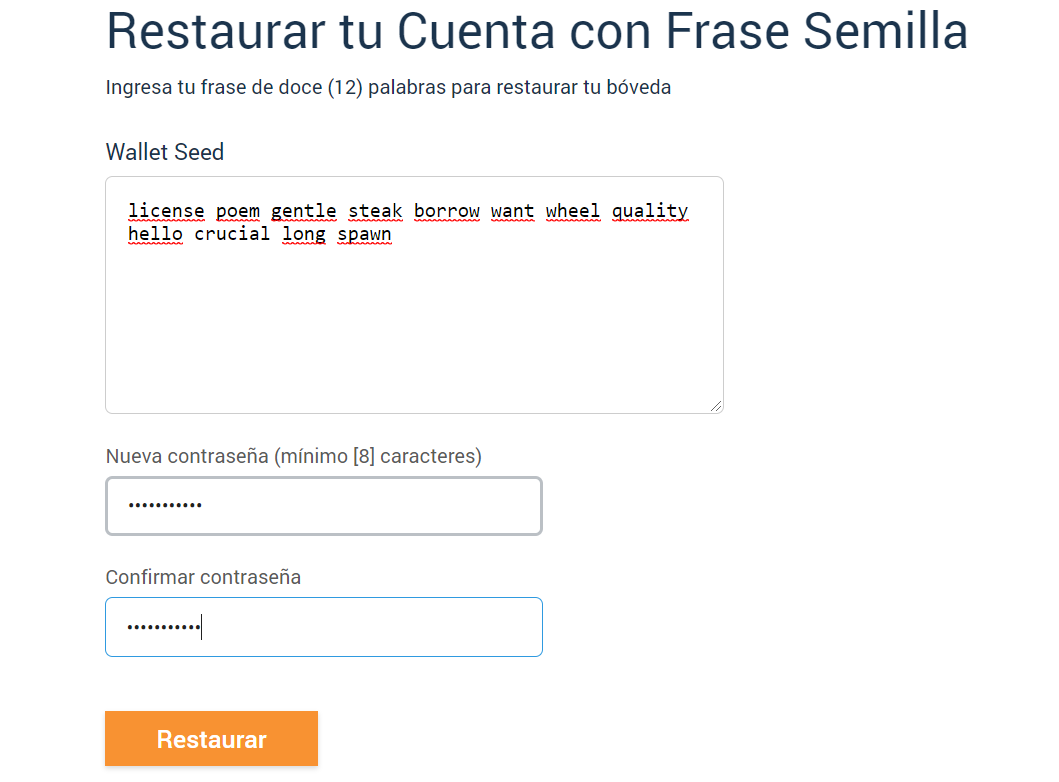 Restaurar tu Cuenta con Frase Semilla
Ingresa tu frase de doce (12) palabras para restaurar tu bóveda
Wallet Seed
license poem gentle steak borrow want wheel quality
hello crucial long spawn
Nueva contraseña (mínimo [8] caracteres)
•••••••••••
Confirmar contraseña
•••••••••••
Restaurar